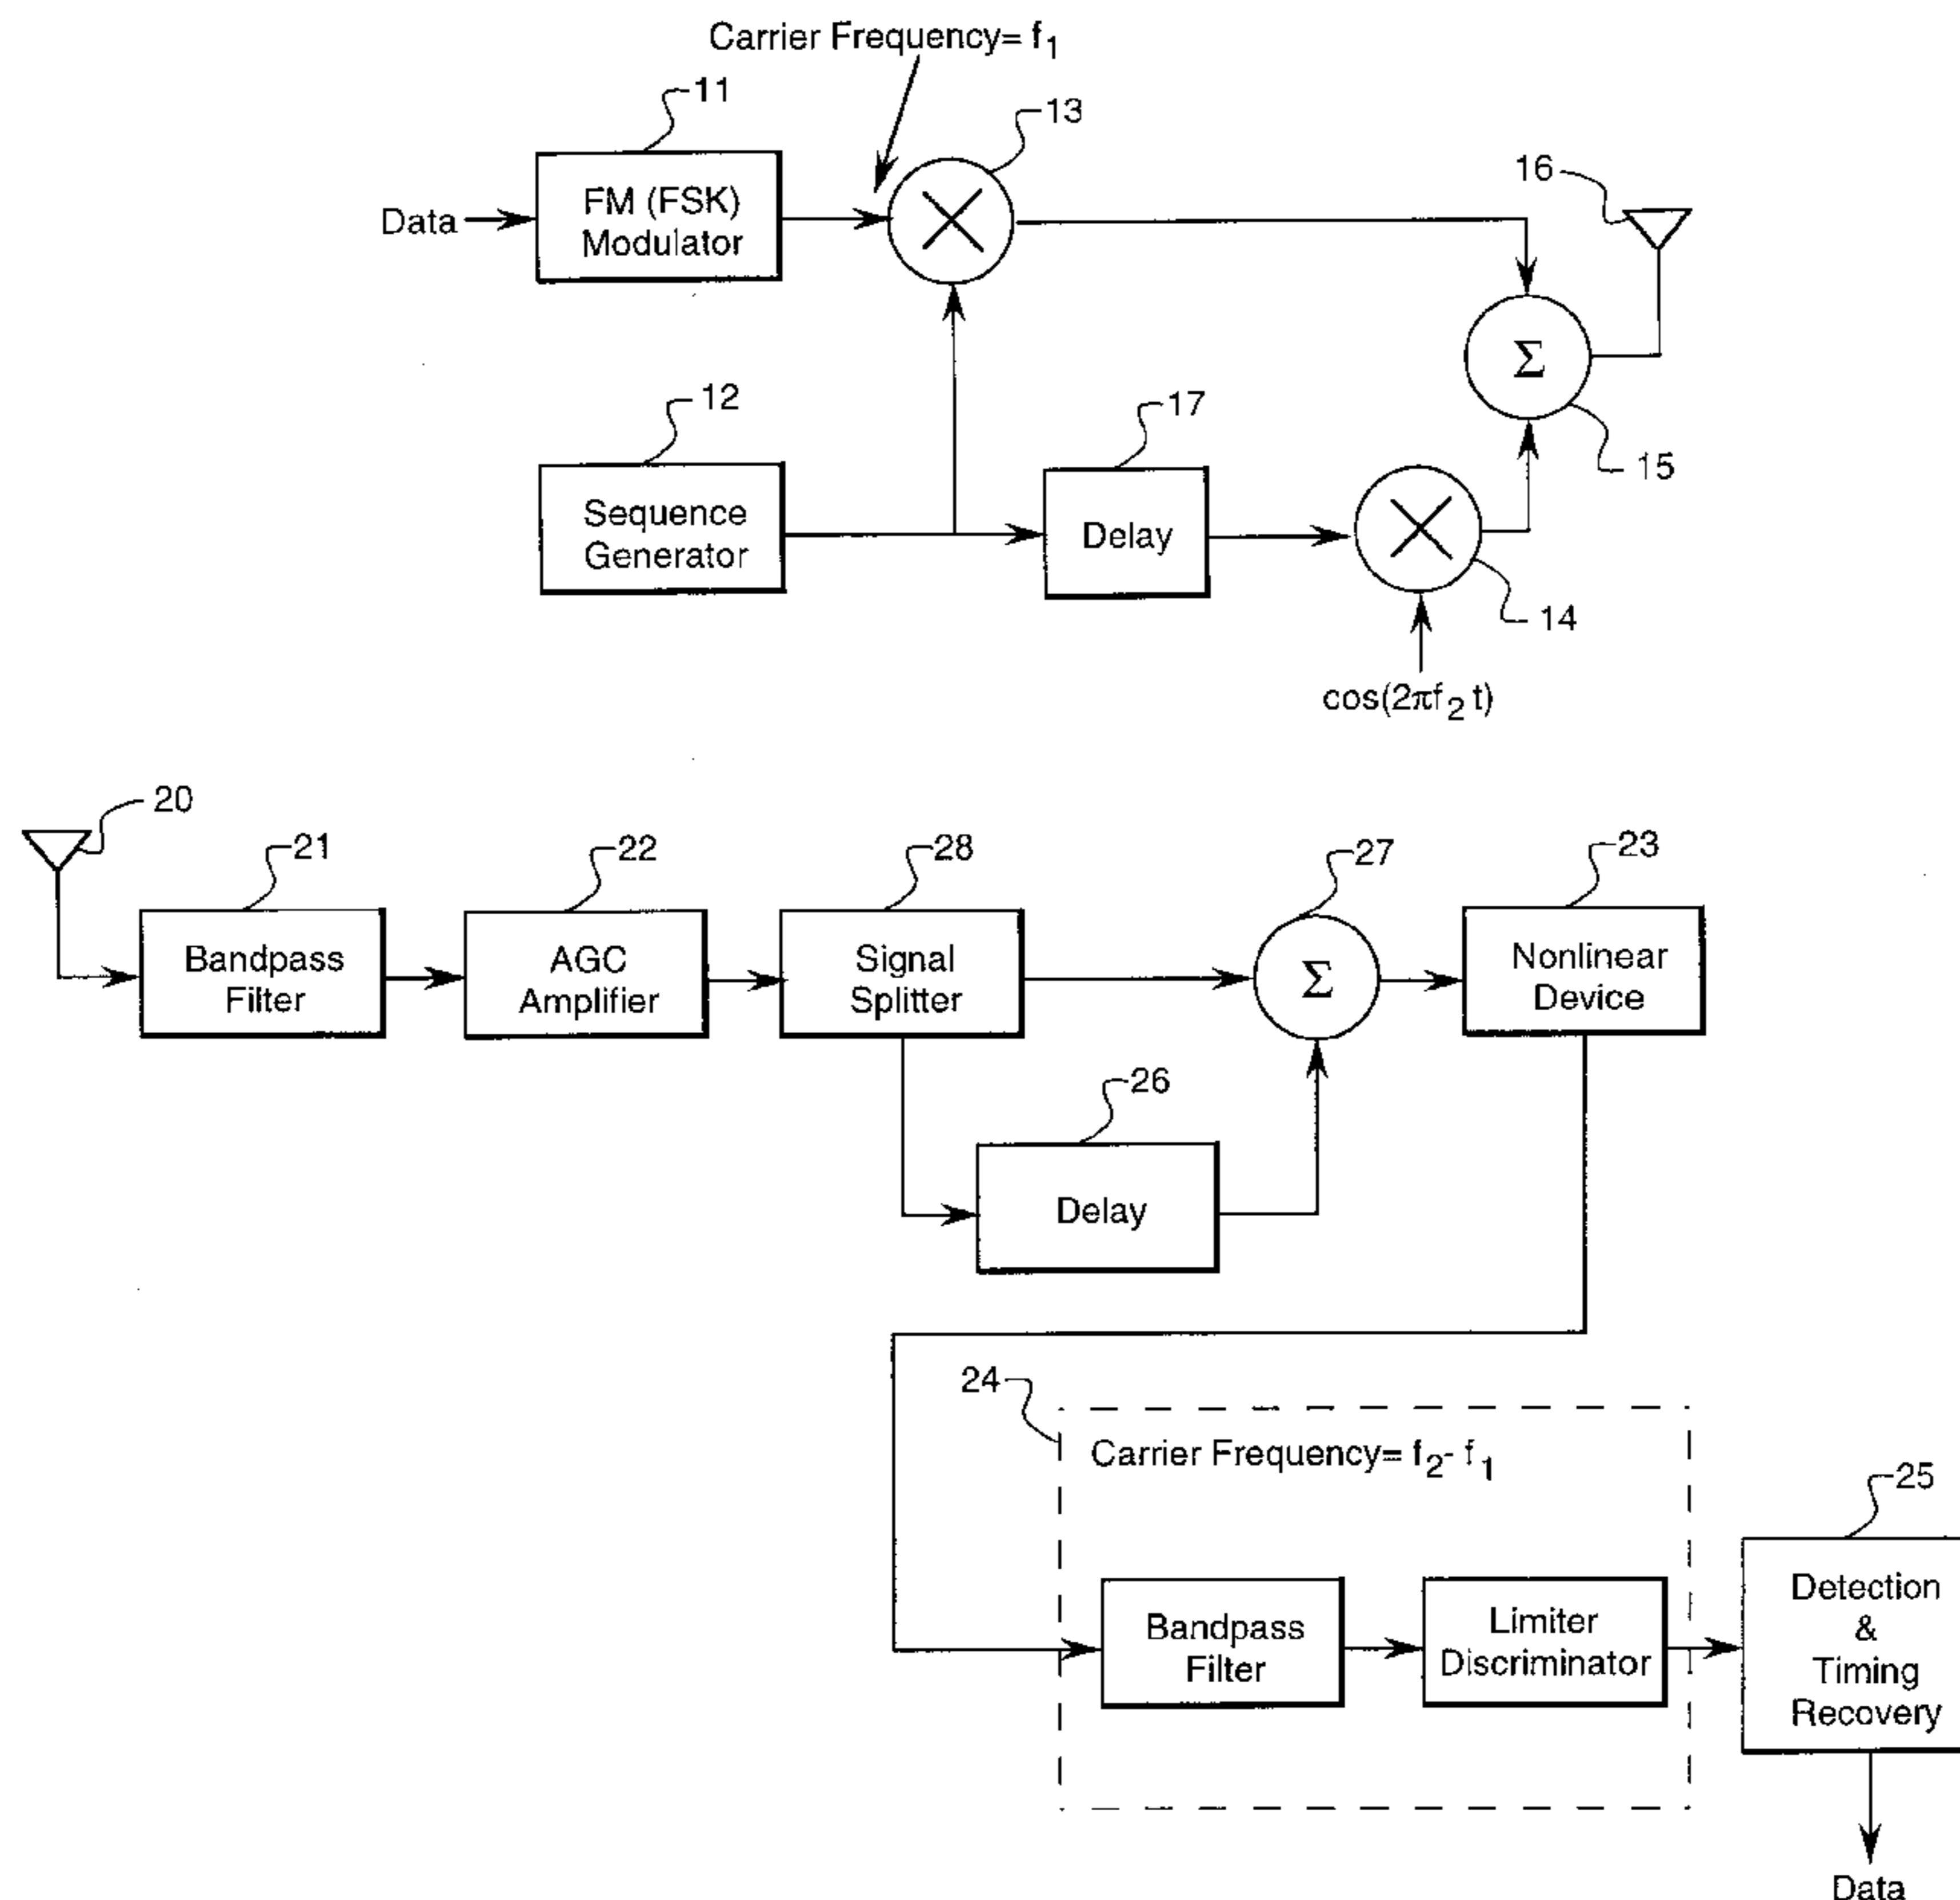 Carrier Frequency= f1
11
13
16
Data
FM (FSK)
Modulator
Σ
12
17
15
Sequence
Generator
Delay
14
cos(2πf2 t)
20
21
22
28
27
23
Bandpass
Filter
AGC
Amplifier
Signal
Splitter
Σ
Nonlinear
Device
26
Delay
24
Carrier Frequency= f2- f1
25
Bandpass
Filter
Limiter
Discriminator
Detection
&
Timing
Recovery
Data